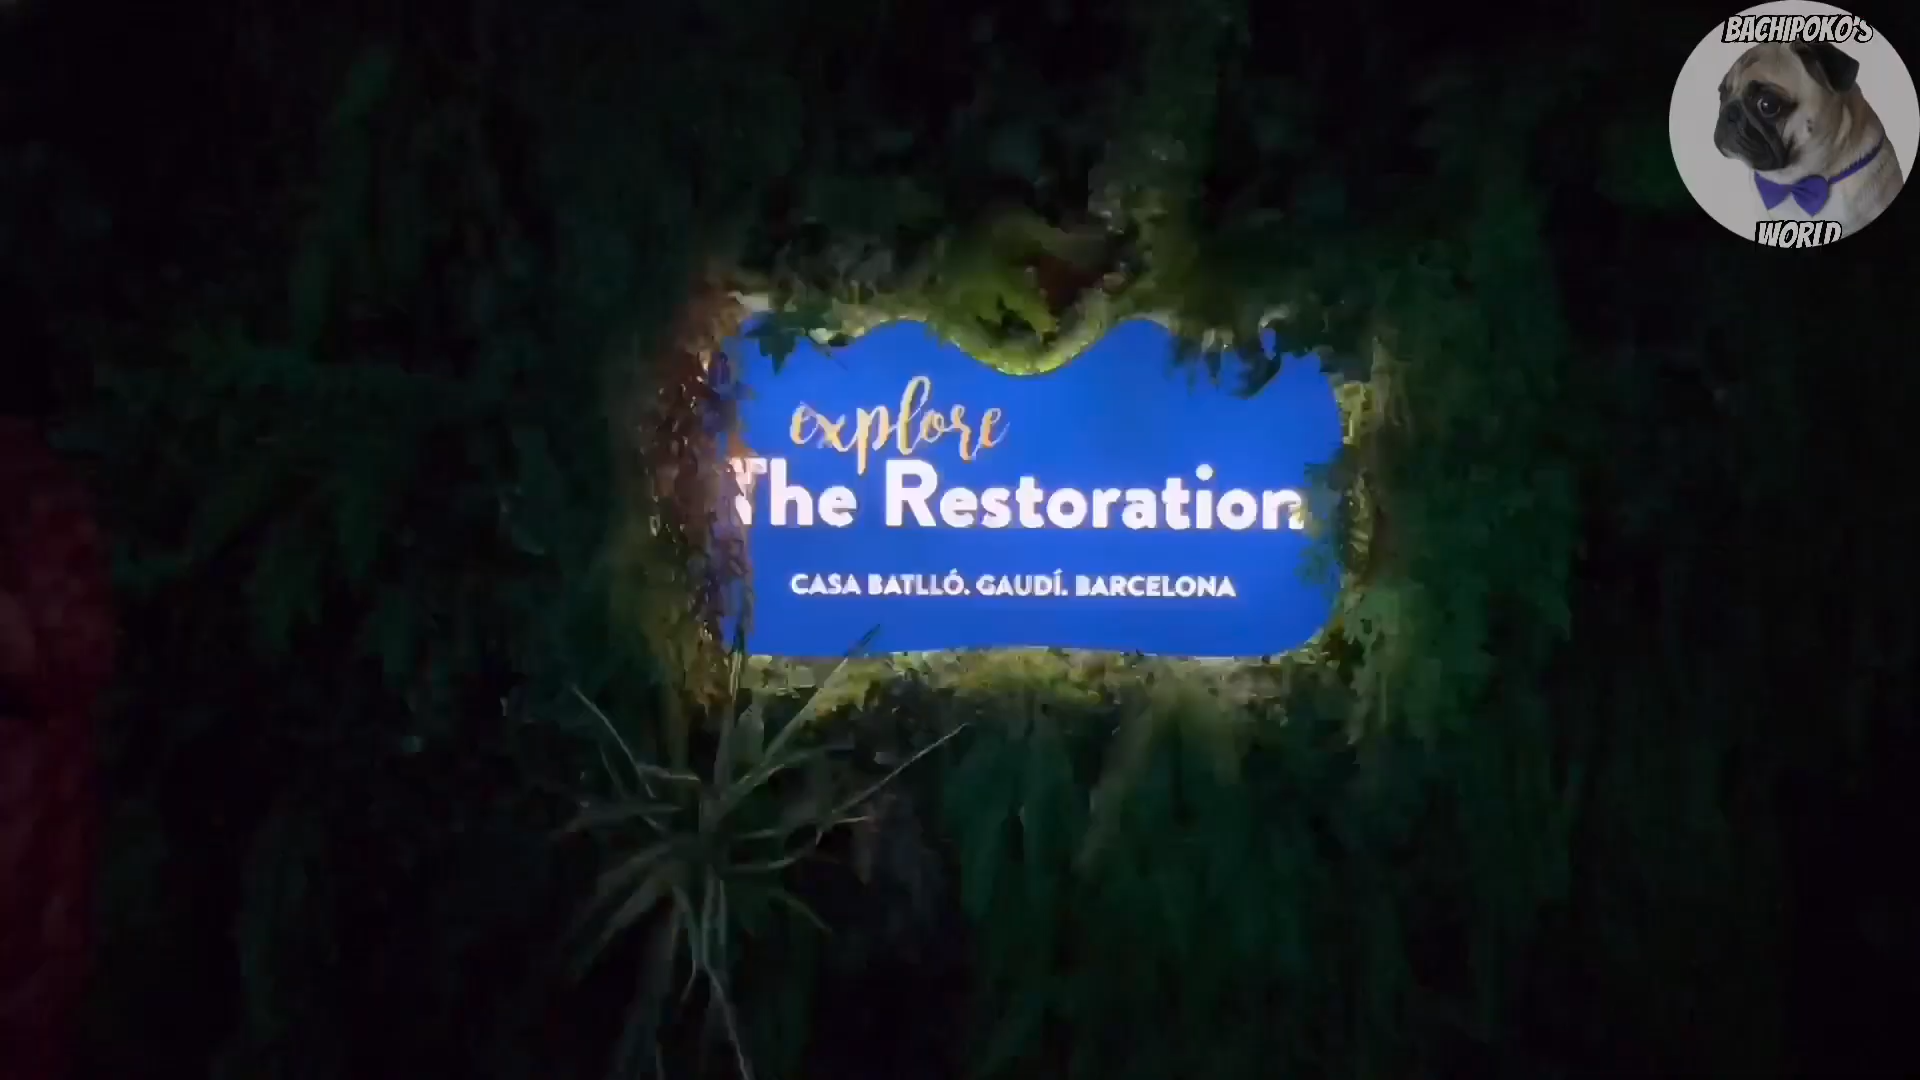 BACHIPOKO'S
WORLD
explore
The Restoration
CASA BATLLÓ. GAUDÍ. BARCELONA